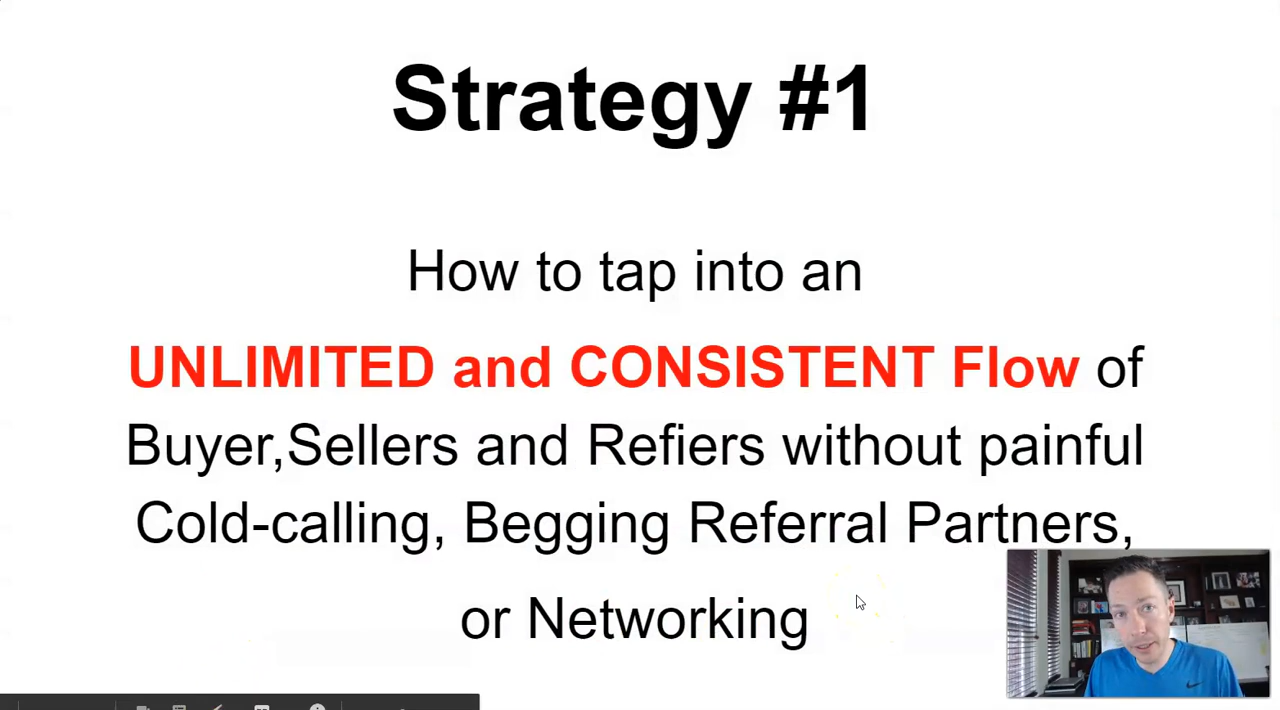 Strategy #1
How to tap into an
UNLIMITED and CONSISTENT Flow of
Buyer,Sellers and Refiers without painful
Cold-calling, Begging Referral Partners,
or Networking